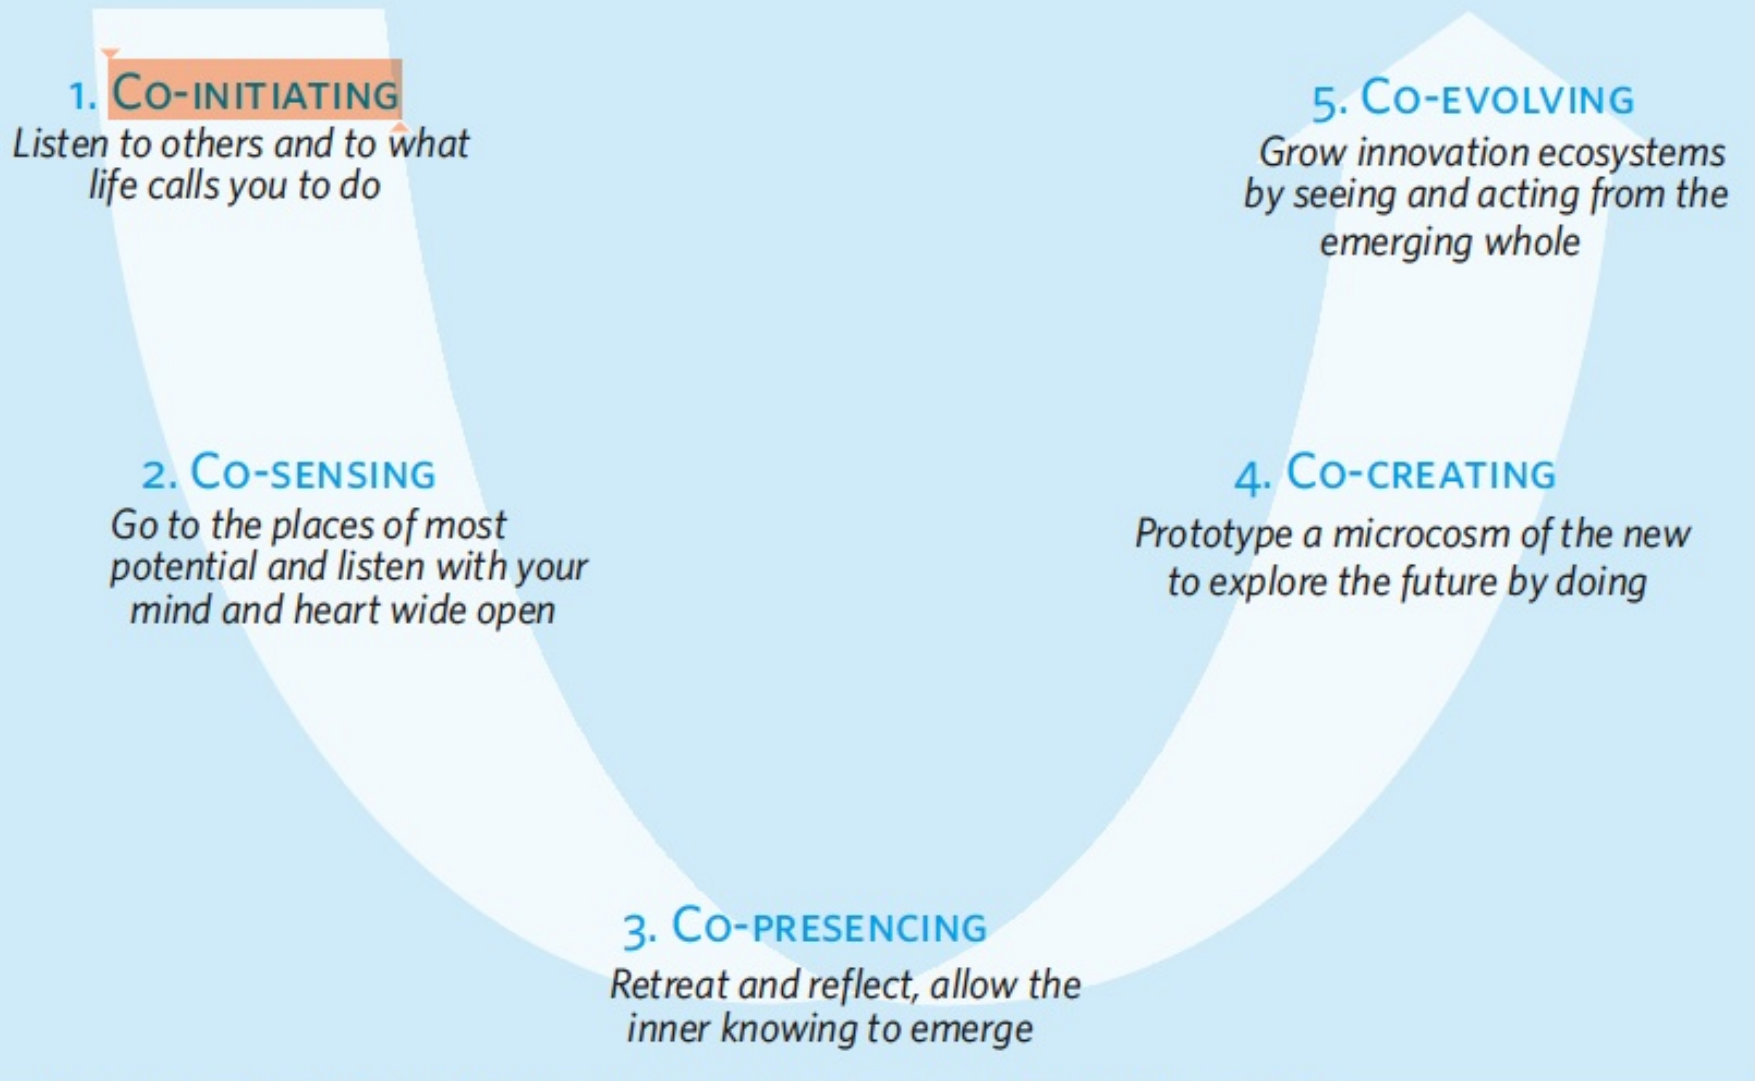 1. Co-initiating
Listen to others and to what
life calls you to do
2. Co-sensing
Go to the places of most
potential and listen with your
mind and heart wide open
3. Co-presencing
Retreat and reflect, allow the
inner knowing to emerge
4. Co-creating
Prototype a microcosm of the new
to explore the future by doing
5. Co-evolving
Grow innovation ecosystems
by seeing and acting from the
emerging whole